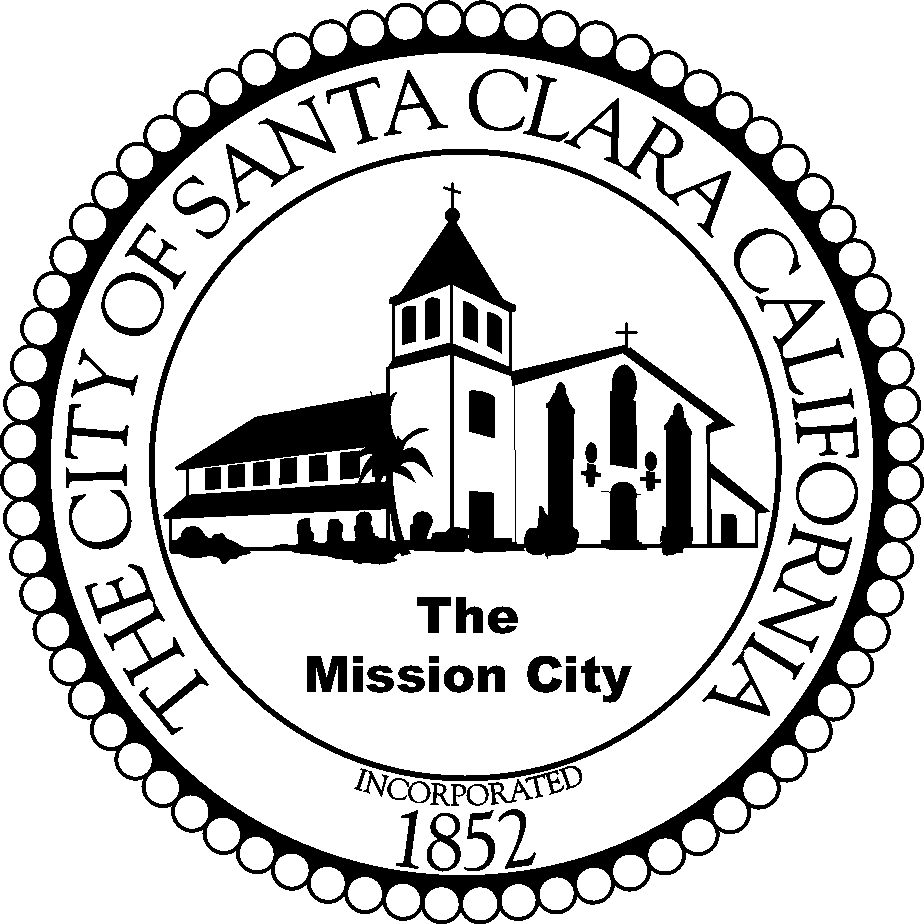 THE CITY OF SANTA CLARA CALIFORNIA
The
Mission City
INCORPORATED
1852